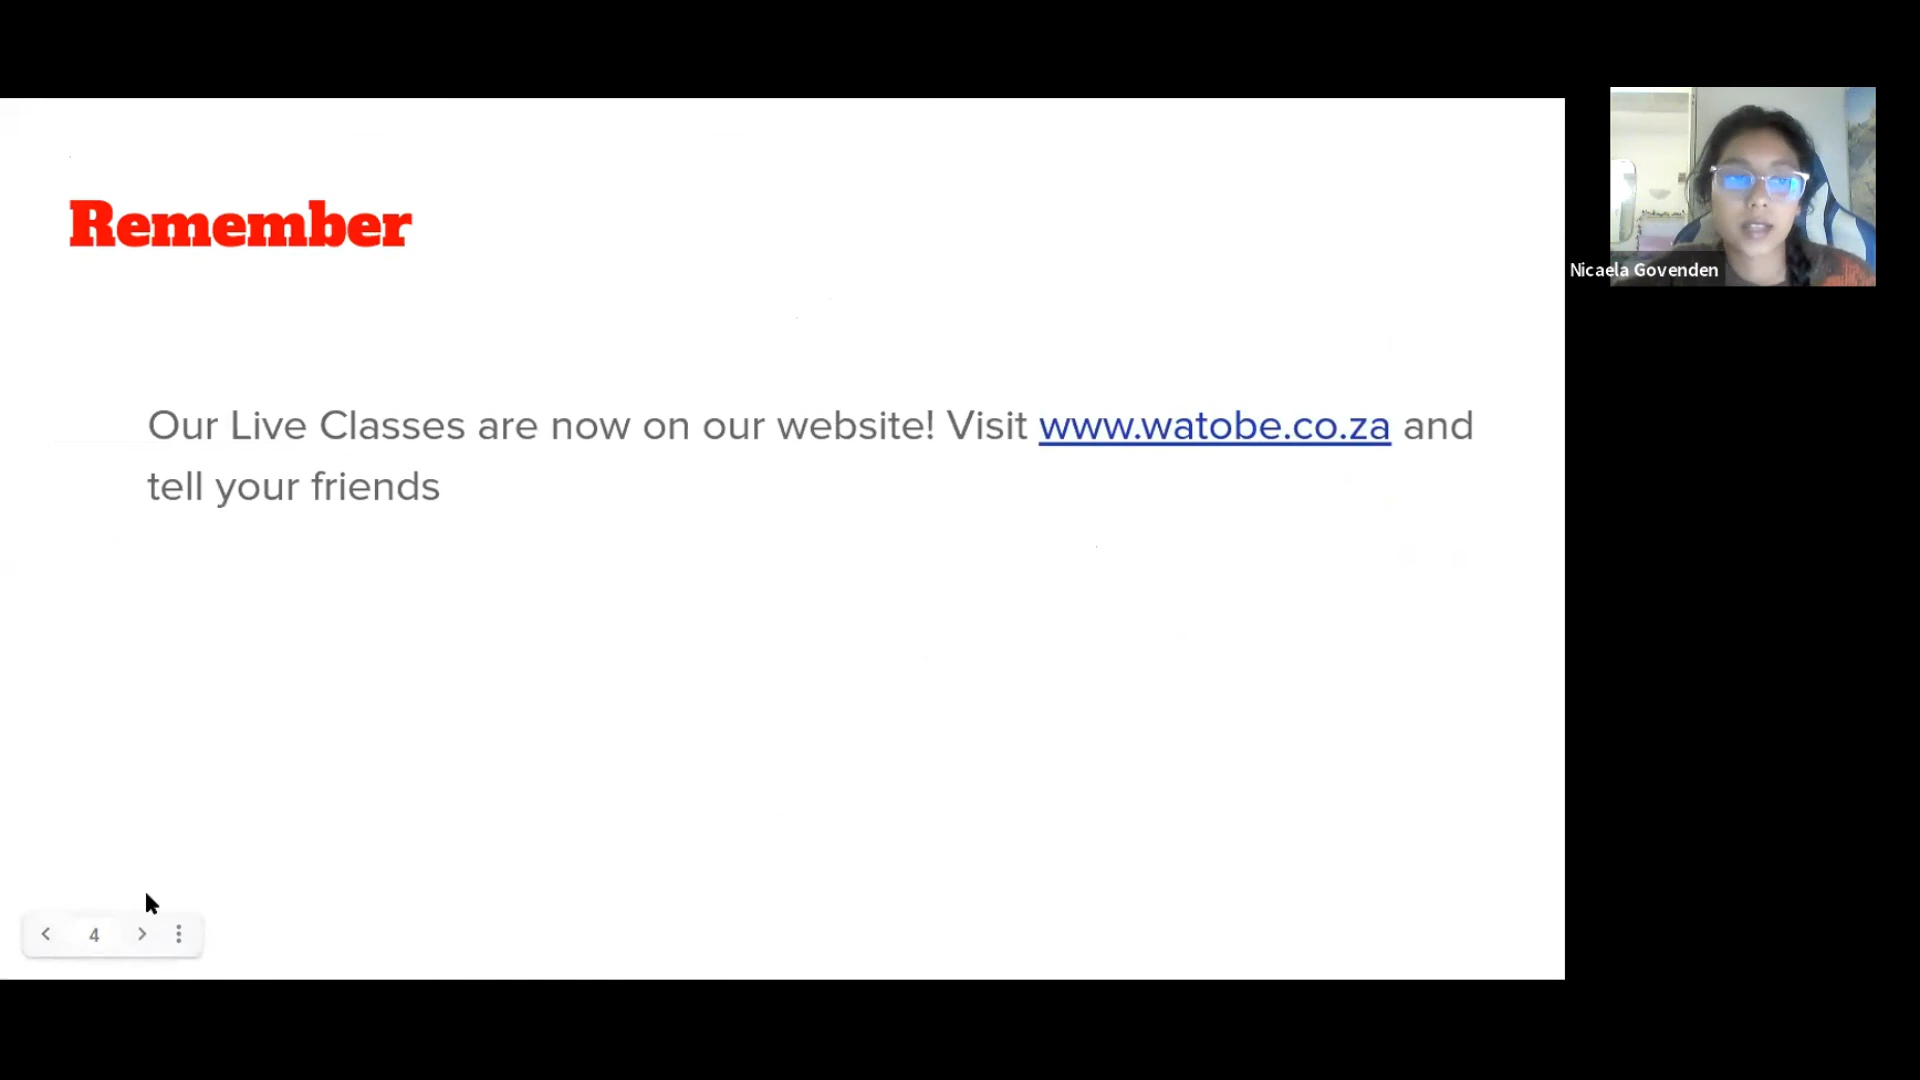 Remember
Our Live Classes are now on our website! Visit www.watobe.co.za and
tell your friends
Nicaela Govenden
4